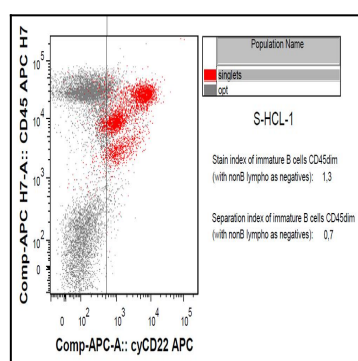 Comp-APC H7-A:: CD45 APC H7
10^5
10^4
10^3
10^2
0
0 10^2 10^3 10^4 10^5
Comp-APC-A:: cyCD22 APC
Population Name
singlets
opt
S-HCL-1
Stain index of immature B cells CD45dim
(with nonB lympho as negatives): 1,3
Separation index of immature B cells CD45dim
(with nonB lympho as negatives): 0,7